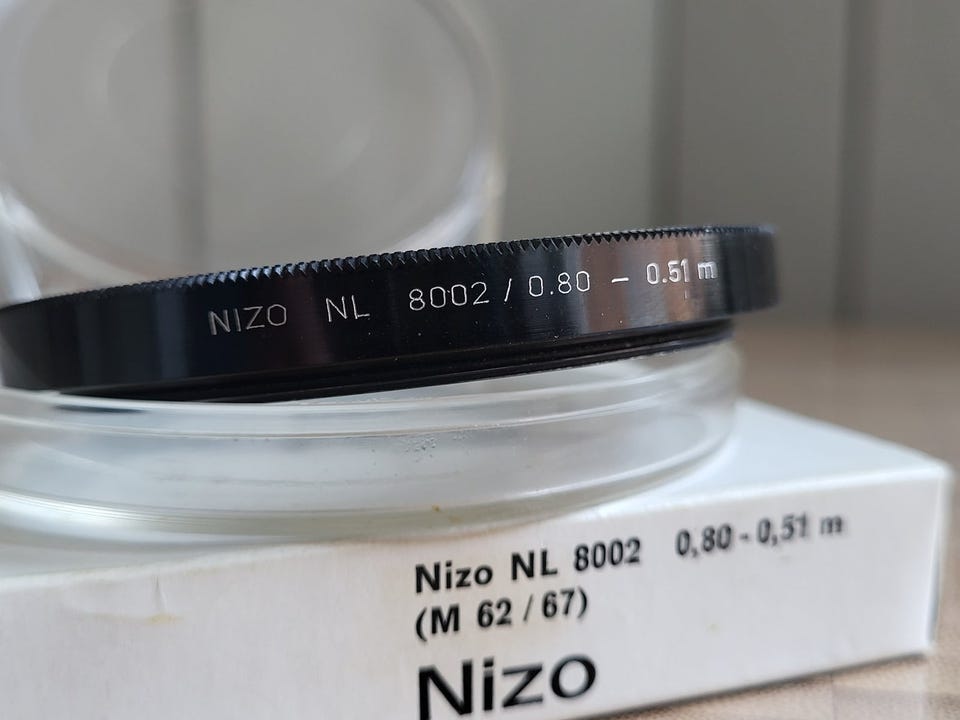 NIZO NL 8002 / 0.80 – 0.51 m
Nizo NL 8002 0,80 - 0,51 m
(M 62 / 67)
Nizo